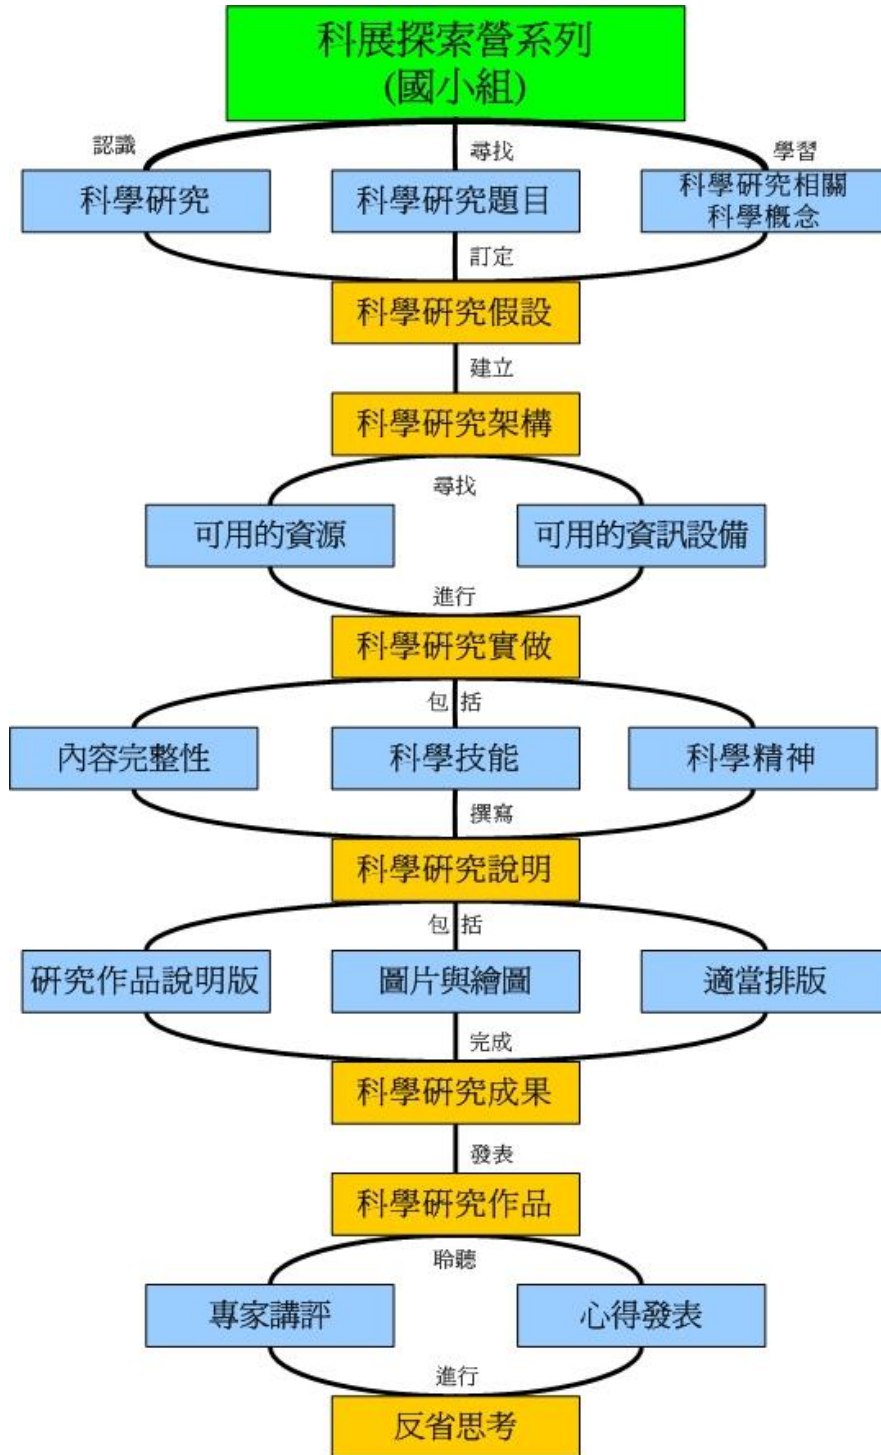 科展探索營系列
(國小組)
認識
尋找
學習
科學研究
科學研究題目
科學研究相關
科學概念
訂定
科學研究假設
建立
科學研究架構
尋找
可用的資源
可用的資訊設備
進行
科學研究實做
包括
內容完整性
科學技能
科學精神
撰寫
科學研究說明
包括
研究作品說明版
圖片與繪圖
適當排版
完成
科學研究成果
發表
科學研究作品
聆聽
專家講評
心得發表
進行
反省思考